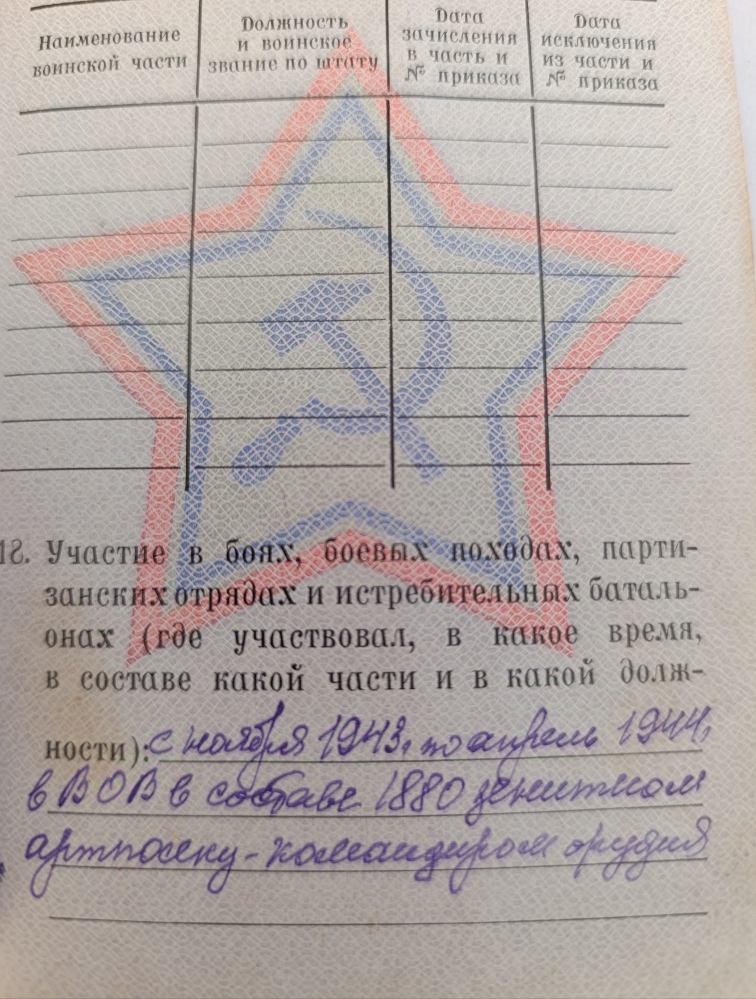 Наименование воинской части
Должность и воинское звание по штату
Дата зачисления в часть и № приказа
Дата исключения из части и № приказа
18. Участие в боях, боевых походах, парти-
занских отрядах и истребительных баталь-
онах (где участвовал, в какое время,
в составе какой части и в какой долж-
ности): с ноября 1943, по апрель 1944,
в ВОВ в составе 1880 зенитном
артполку - командиром орудия